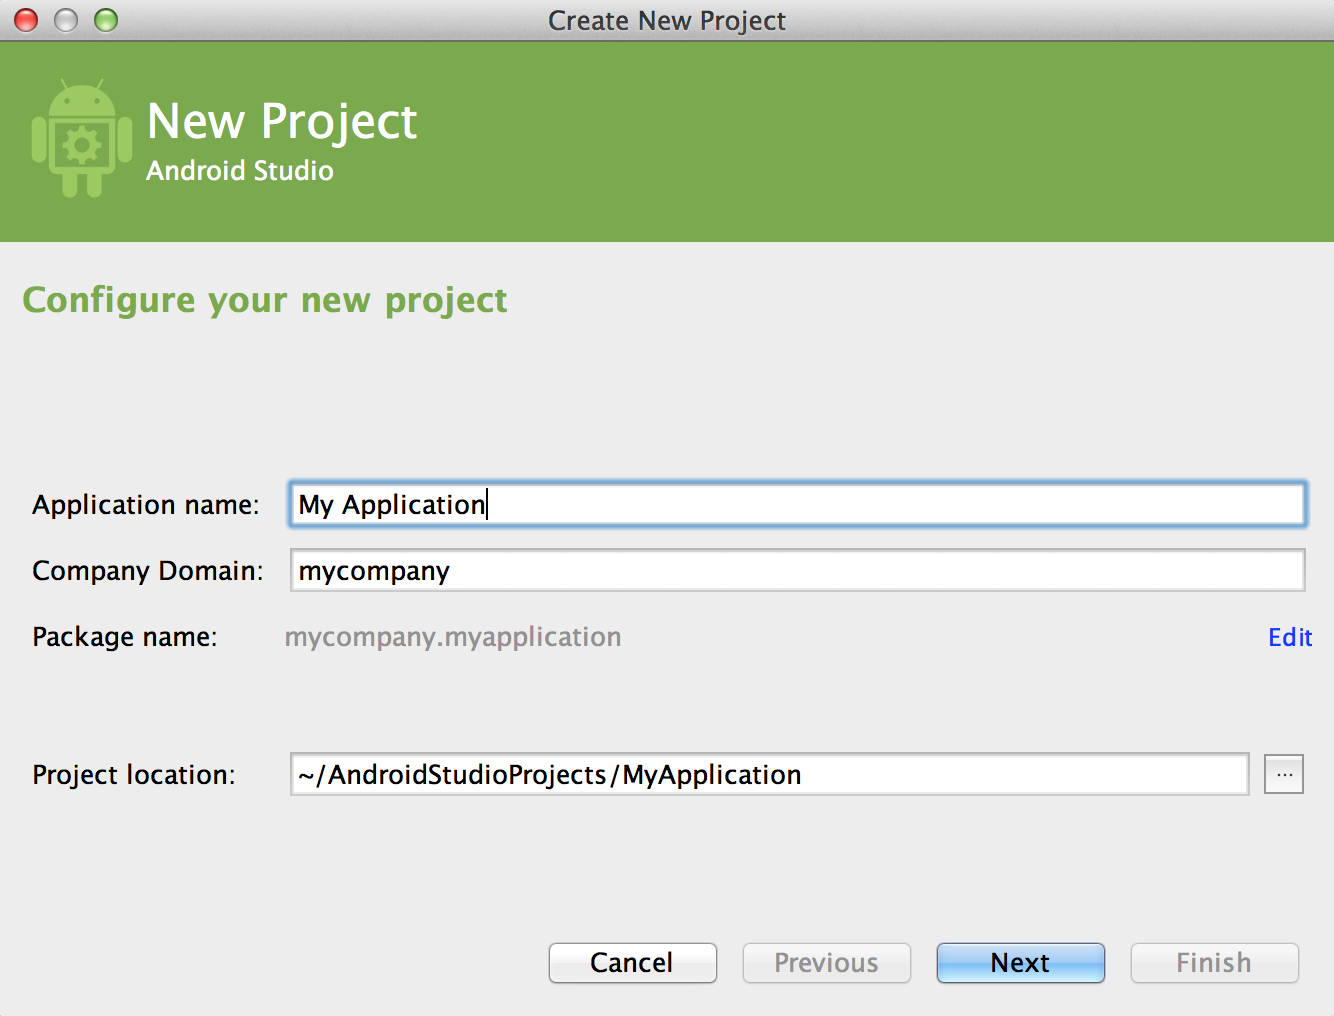 Create New Project
New Project
Android Studio
Configure your new project
Application name: My Application
Company Domain: mycompany
Package name: mycompany.myapplication Edit
Project location: ~/AndroidStudioProjects/MyApplication ...
Cancel Previous Next Finish